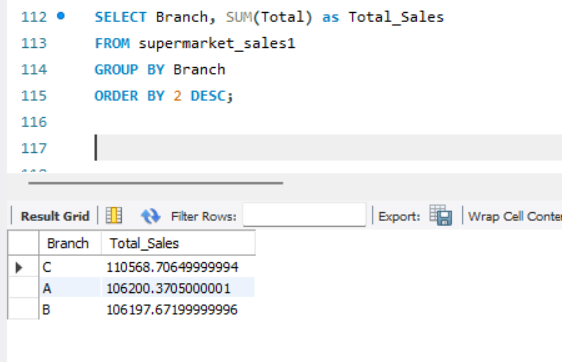 112 SELECT Branch, SUM(Total) as Total_Sales
113 FROM supermarket_sales1
114 GROUP BY Branch
115 ORDER BY 2 DESC;
116
117
Result Grid Filter Rows: Export: Wrap Cell Conter
Branch Total_Sales
C 110568.70649999994
A 106200.3705000001
B 106197.67199999996